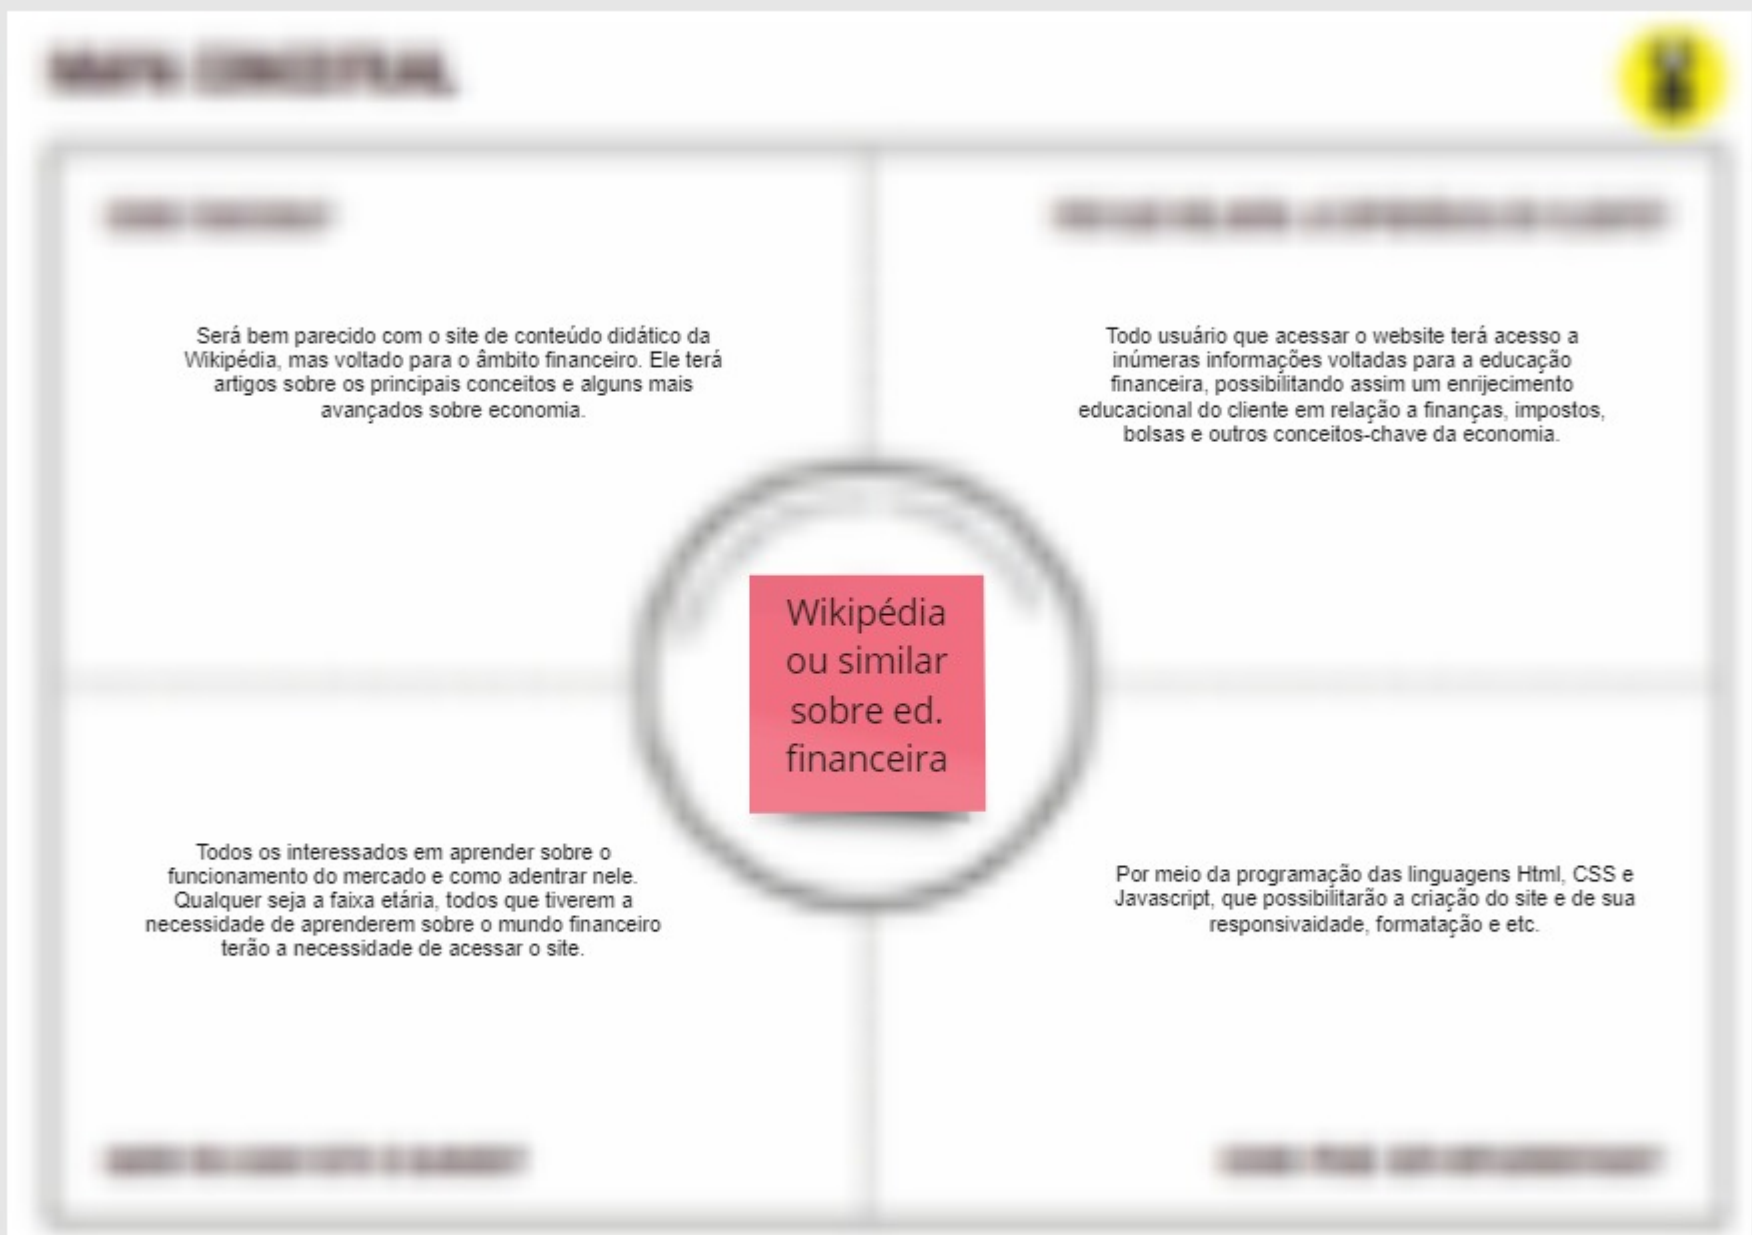 Será bem parecido com o site de conteúdo didático da
Wikipédia, mas voltado para o âmbito financeiro. Ele terá
artigos sobre os principais conceitos e alguns mais
avançados sobre economia.
Todo usuário que acessar o website terá acesso a
inúmeras informações voltadas para a educação
financeira, possibilitando assim um enrijecimento
educacional do cliente em relação a finanças, impostos,
bolsas e outros conceitos-chave da economia.
Wikipédia
ou similar
sobre ed.
financeira
Todos os interessados em aprender sobre o
funcionamento do mercado e como adentrar nele.
Qualquer seja a faixa etária, todos que tiverem a
necessidade de aprenderem sobre o mundo financeiro
terão a necessidade de acessar o site.
Por meio da programação das linguagens Html, CSS e
Javascript, que possibilitarão a criação do site e de sua
responsivaidade, formatação e etc.